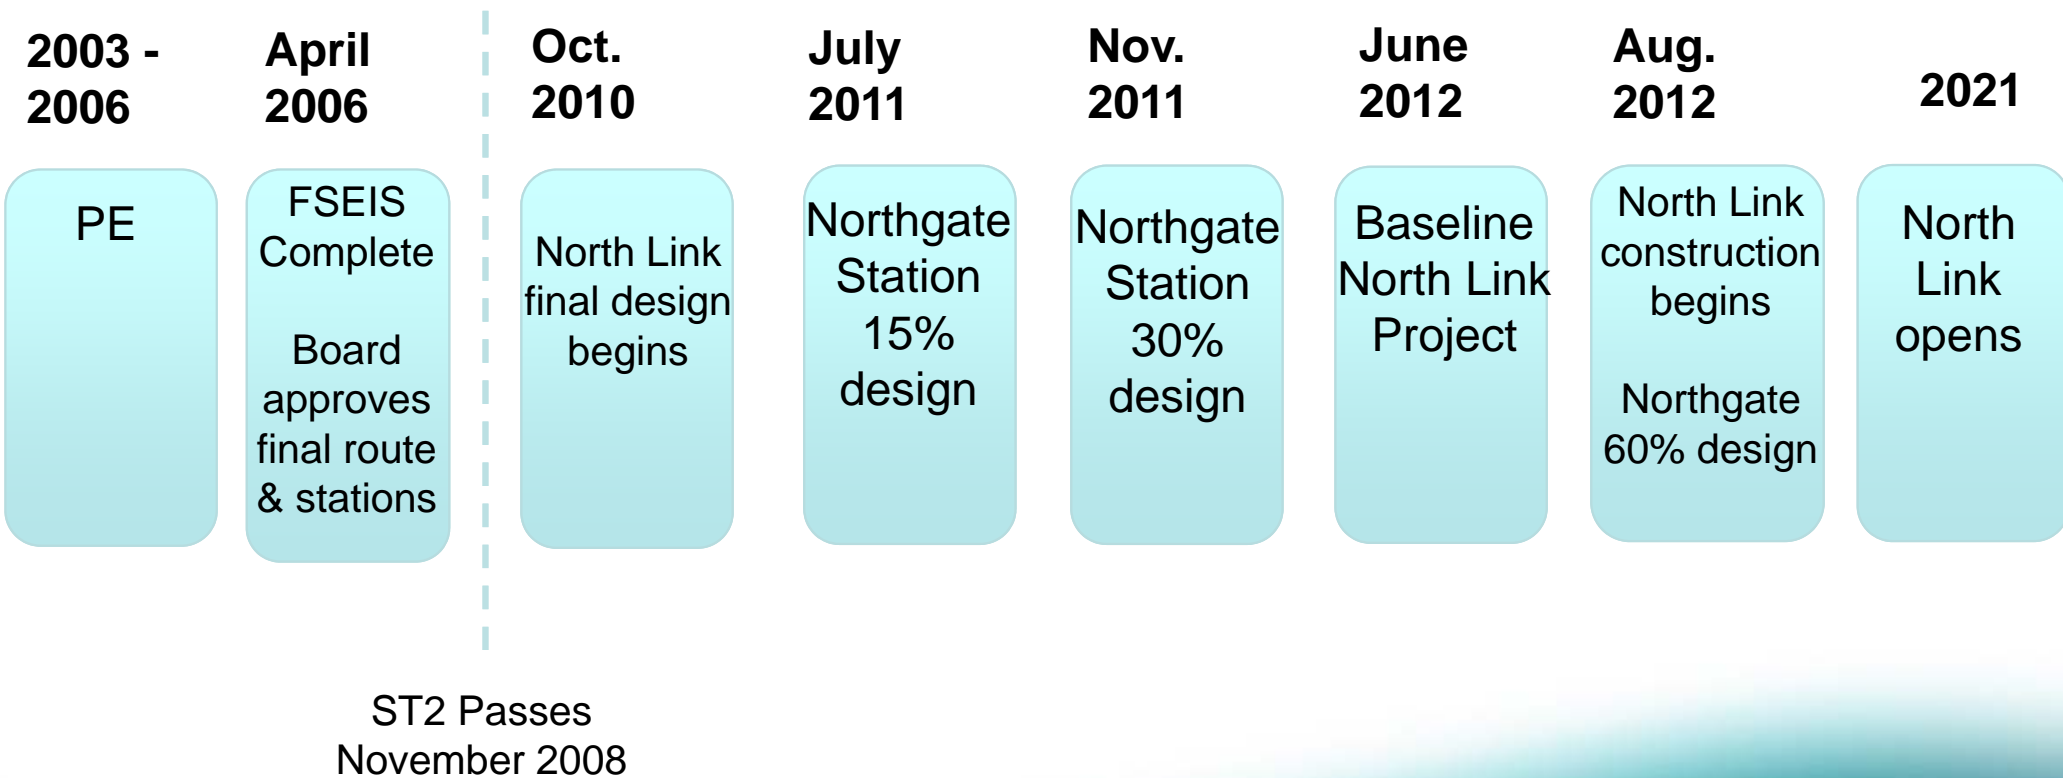 2003 -
2006
April
2006
Oct.
2010
July
2011
Nov.
2011
June
2012
Aug.
2012
2021
PE
FSEIS
Complete
Board
approves
final route
& stations
North Link
final design
begins
Northgate
Station
15%
design
Northgate
Station
30%
design
Baseline
North Link
Project
North Link
construction
begins
Northgate
60% design
North
Link
opens
ST2 Passes
November 2008